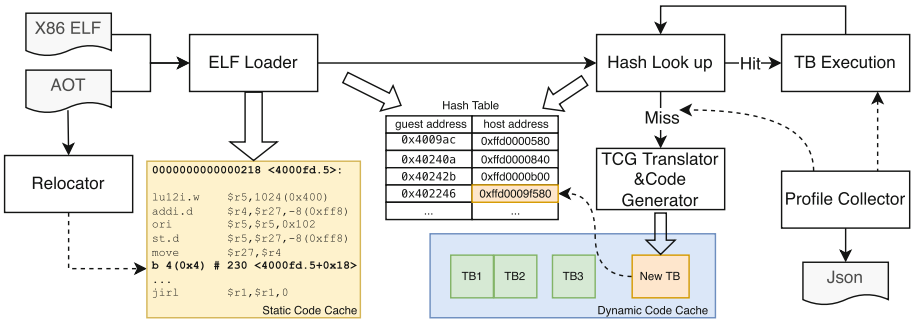 X86 ELF
AOT
ELF Loader
Hash Look up
Hit
TB Execution
Miss
Relocator
0000000000000218 <4000fd.5>:
lu12i.w $r5,1024(0x400)
addi.d $r4,$r27,-8(0xff8)
ori $r5,$r5,0x102
st.d $r5,$r27,-8(0xff8)
move $r27,$r4
b 4(0x4) # 230 <4000fd.5+0x18>
...
jirl $r1,$r1,0
Static Code Cache
Hash Table
guest address host address
0x4009ac 0xffd0000580
0x40240a 0xffd0000840
0x40242b 0xffd0000b00
0x402246 0xffd0009f580
... ...
TCG Translator
&Code
Generator
Profile Collector
Json
TB1 TB2 TB3 New TB
Dynamic Code Cache